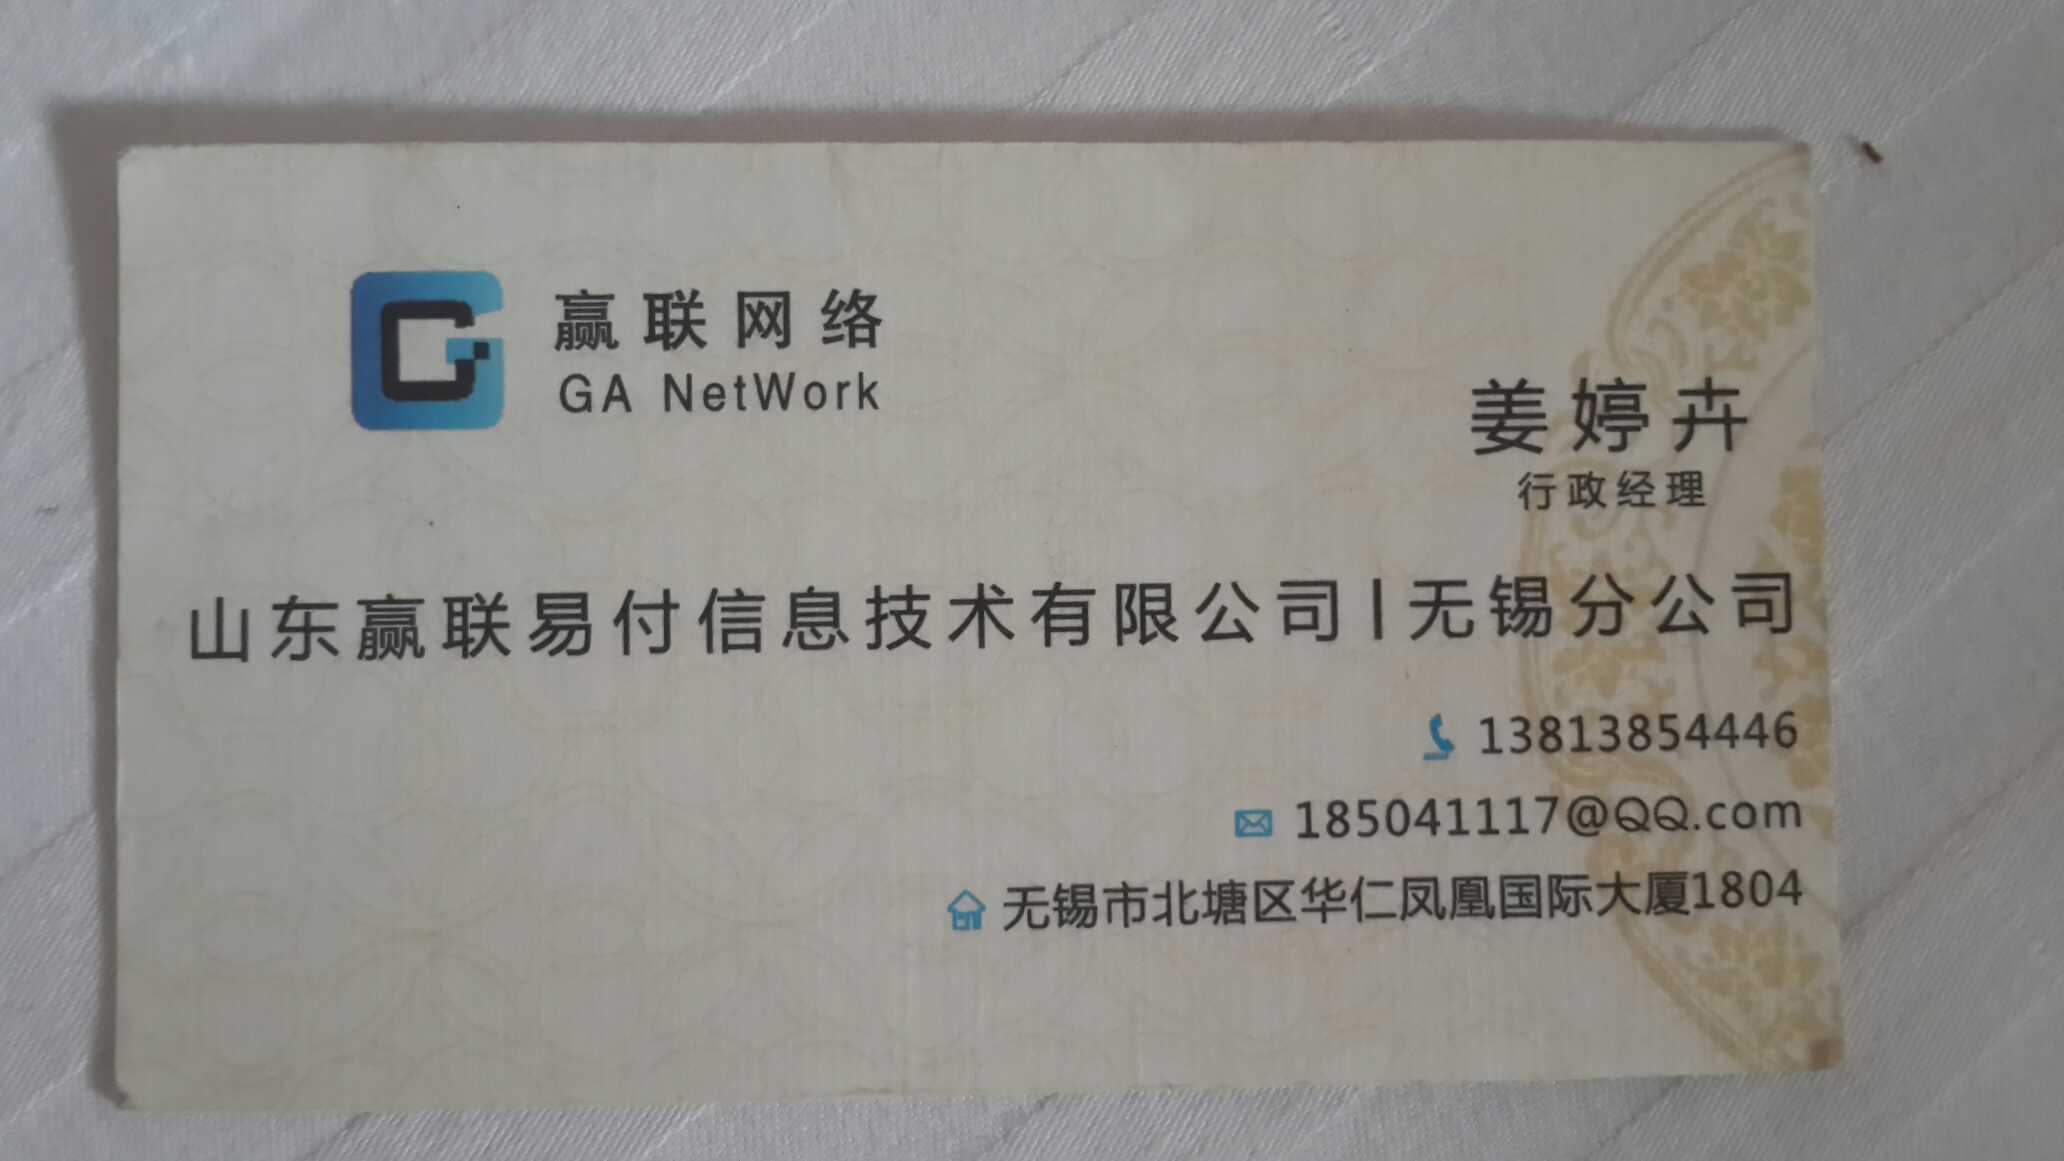 赢联网络
GA NetWork
姜婷卉
行政经理
山东赢联易付信息技术有限公司|无锡分公司
13813854446
185041117@QQ.com
无锡市北塘区华仁凤凰国际大厦1804